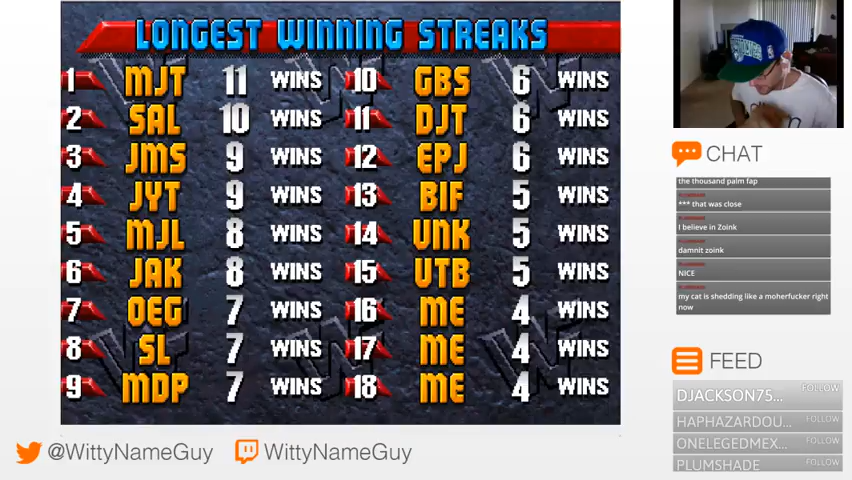 LONGEST WINNING STREAKS
1 MJT 11 WINS
2 SAL 10 WINS
3 JMS 9 WINS
4 JYT 9 WINS
5 MJL 8 WINS
6 JAK 8 WINS
7 OEG 7 WINS
8 SL 7 WINS
9 MDP 7 WINS
10 GBS 6 WINS
11 DJT 6 WINS
12 EPJ 6 WINS
13 BIF 5 WINS
14 VNK 5 WINS
15 UTB 5 WINS
16 ME 4 WINS
17 ME 4 WINS
18 ME 4 WINS
CHAT
the thousand palm fap
*** that was close
I believe in Zoink
damnit zoink
NICE
my cat is shedding like a moherfucker right
now
FEED
DJACKSON75... FOLLOW
HAPHAZARDOU... FOLLOW
ONELEGEDMEX... FOLLOW
PLUMSHADE FOLLOW
@WittyNameGuy WittyNameGuy